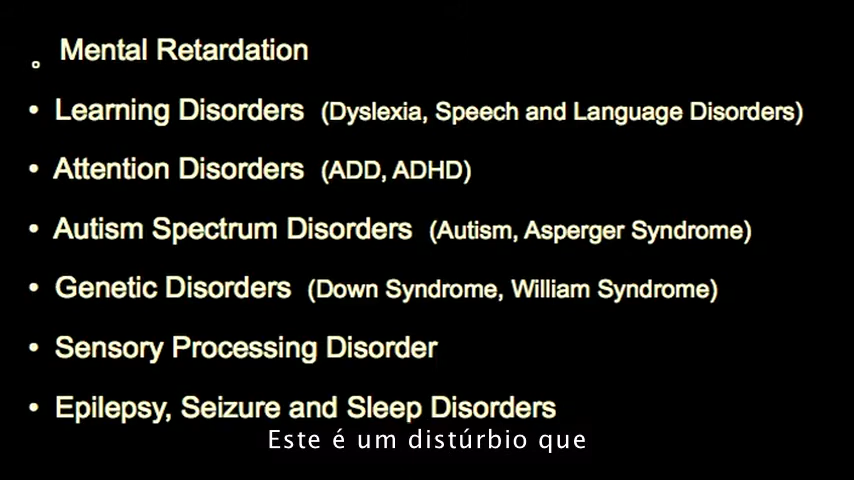 • Mental Retardation
• Learning Disorders (Dyslexia, Speech and Language Disorders)
• Attention Disorders (ADD, ADHD)
• Autism Spectrum Disorders (Autism, Asperger Syndrome)
• Genetic Disorders (Down Syndrome, William Syndrome)
• Sensory Processing Disorder
• Epilepsy, Seizure and Sleep Disorders
Este é um distúrbio que